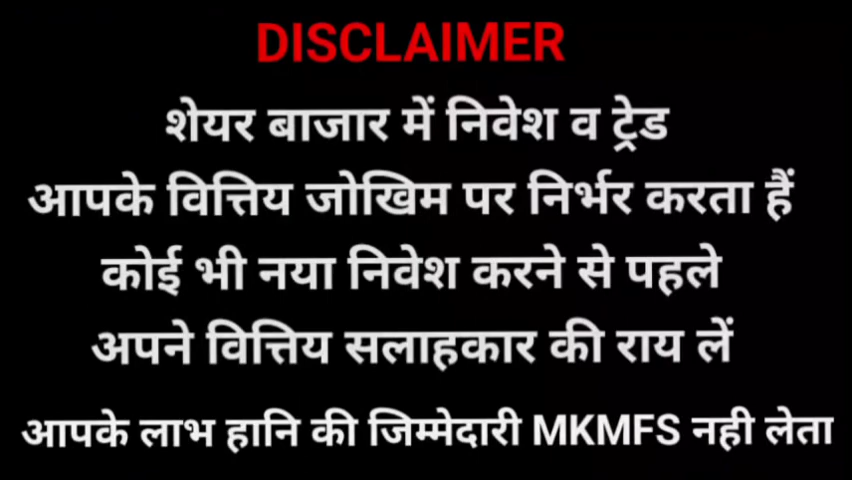 DISCLAIMER
शेयर बाजार में निवेश व ट्रेड
आपके वित्तिय जोखिम पर निर्भर करता हैं
कोई भी नया निवेश करने से पहले
अपने वित्तिय सलाहकार की राय लें
आपके लाभ हानि की जिम्मेदारी MKMFS नही लेता